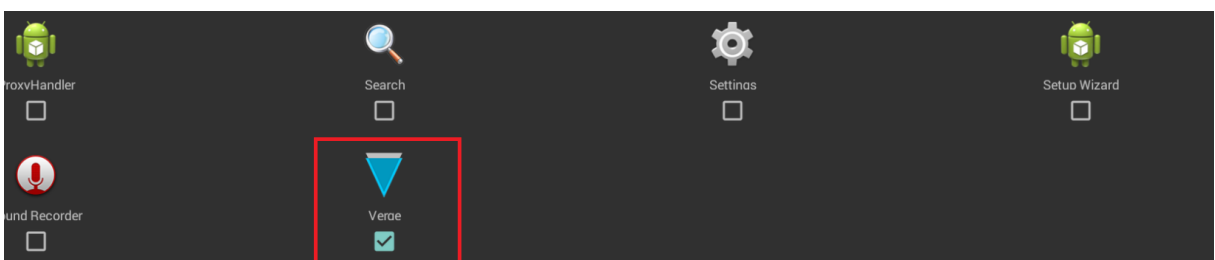 roxyHandler
Search
Settings
Setup Wizard
und Recorder
Verge